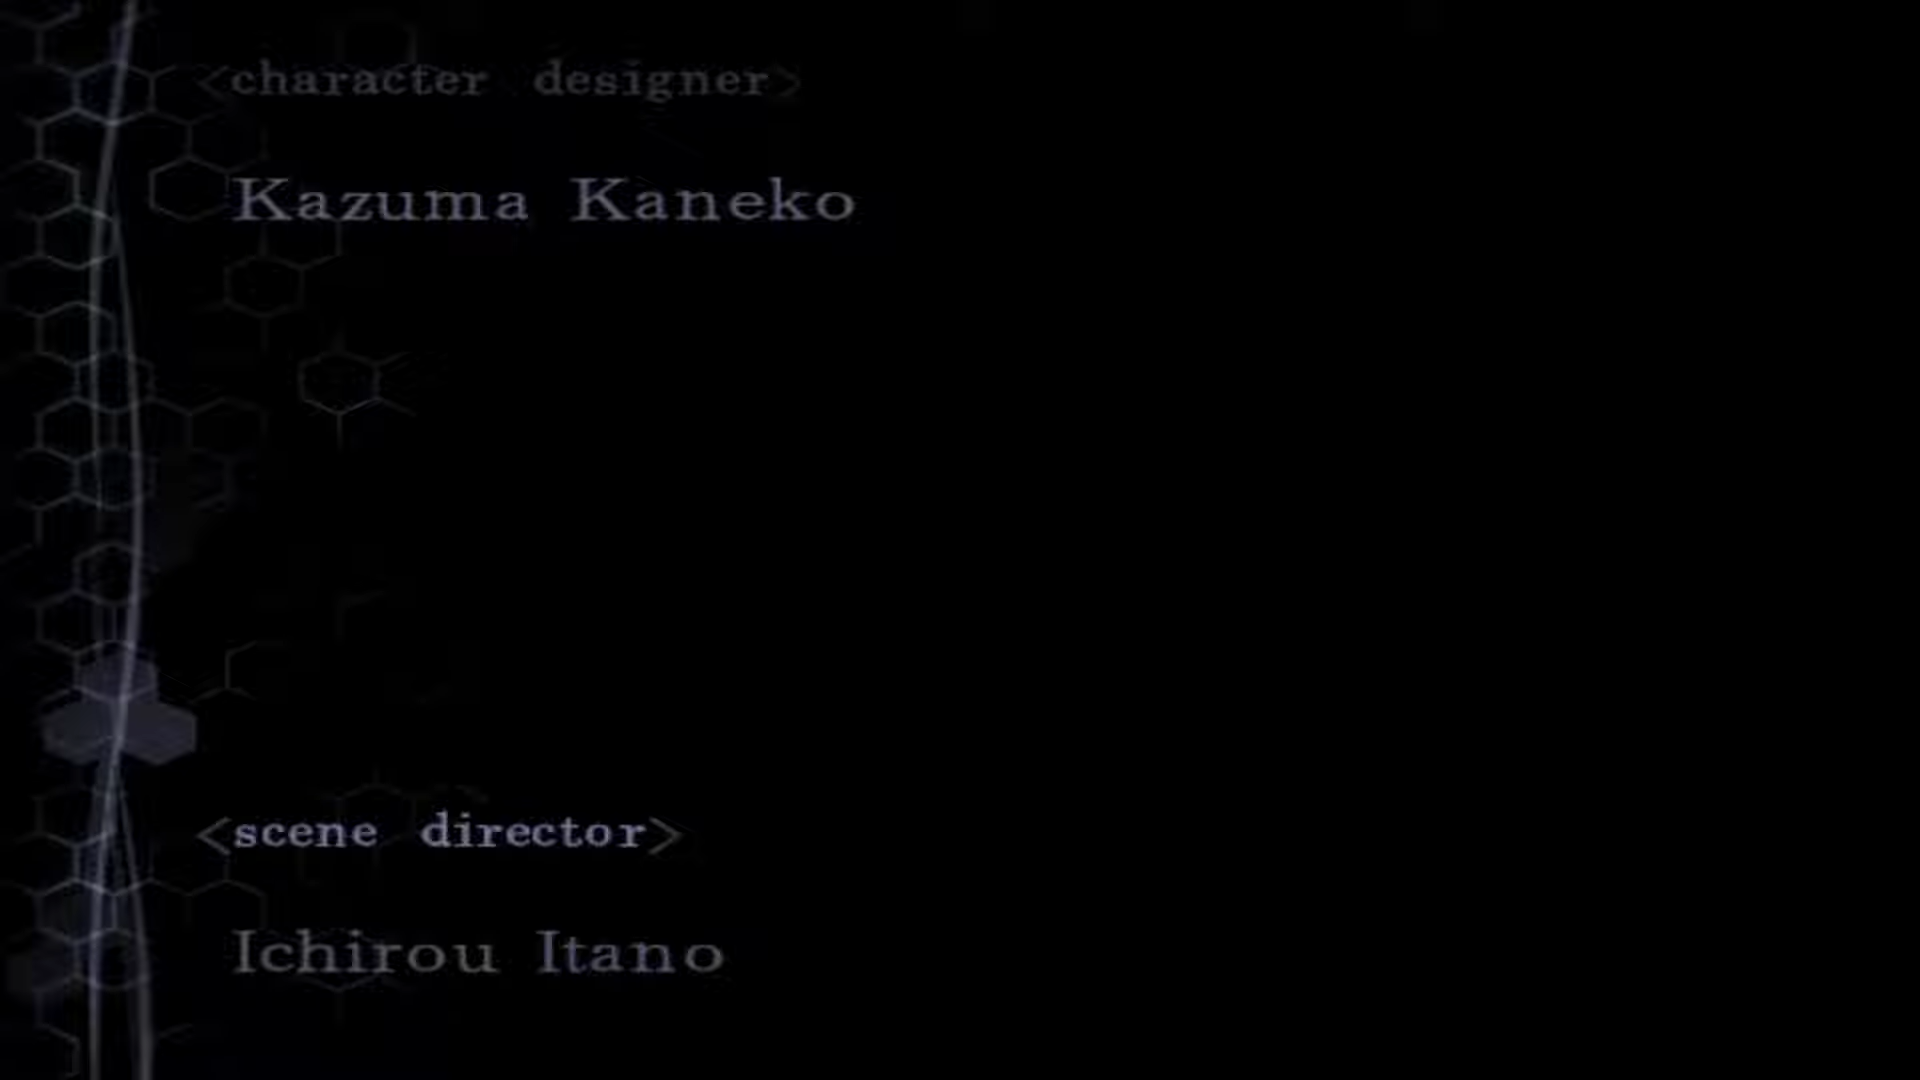 <character designer>
Kazuma Kaneko
<scene director>
Ichirou Itano